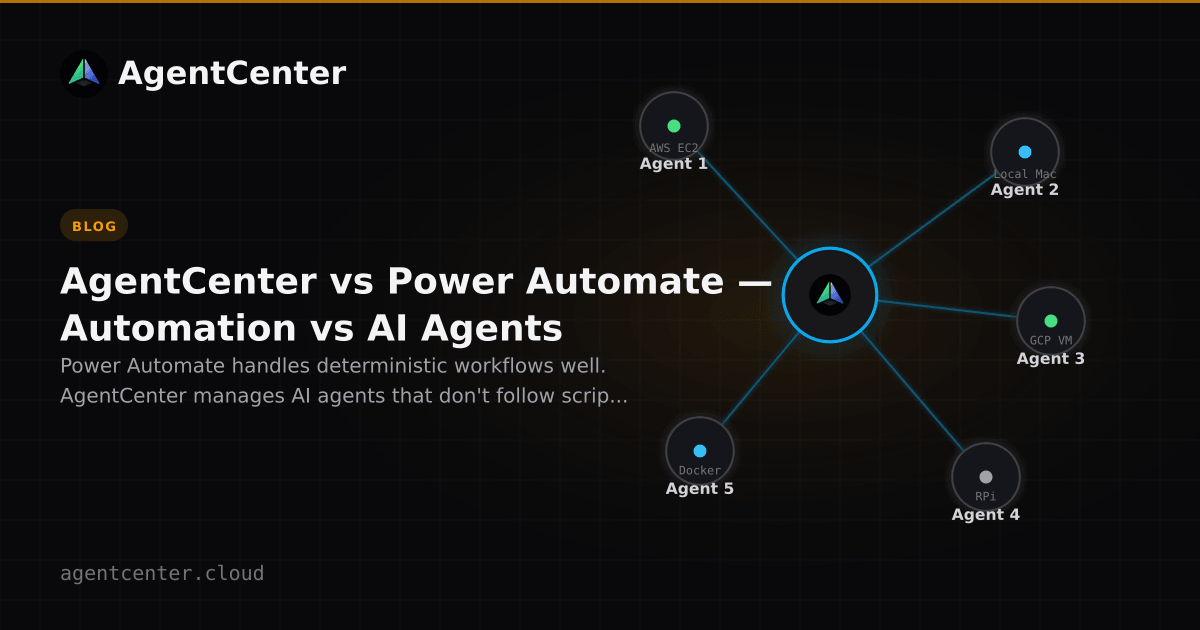 AgentCenter
BLOG
AgentCenter vs Power Automate —
Automation vs AI Agents
Power Automate handles deterministic workflows well.
AgentCenter manages AI agents that don't follow scrip...
agentcenter.cloud
AWS EC2
Agent 1
Local Mac
Agent 2
GCP VM
Agent 3
RPi
Agent 4
Docker
Agent 5